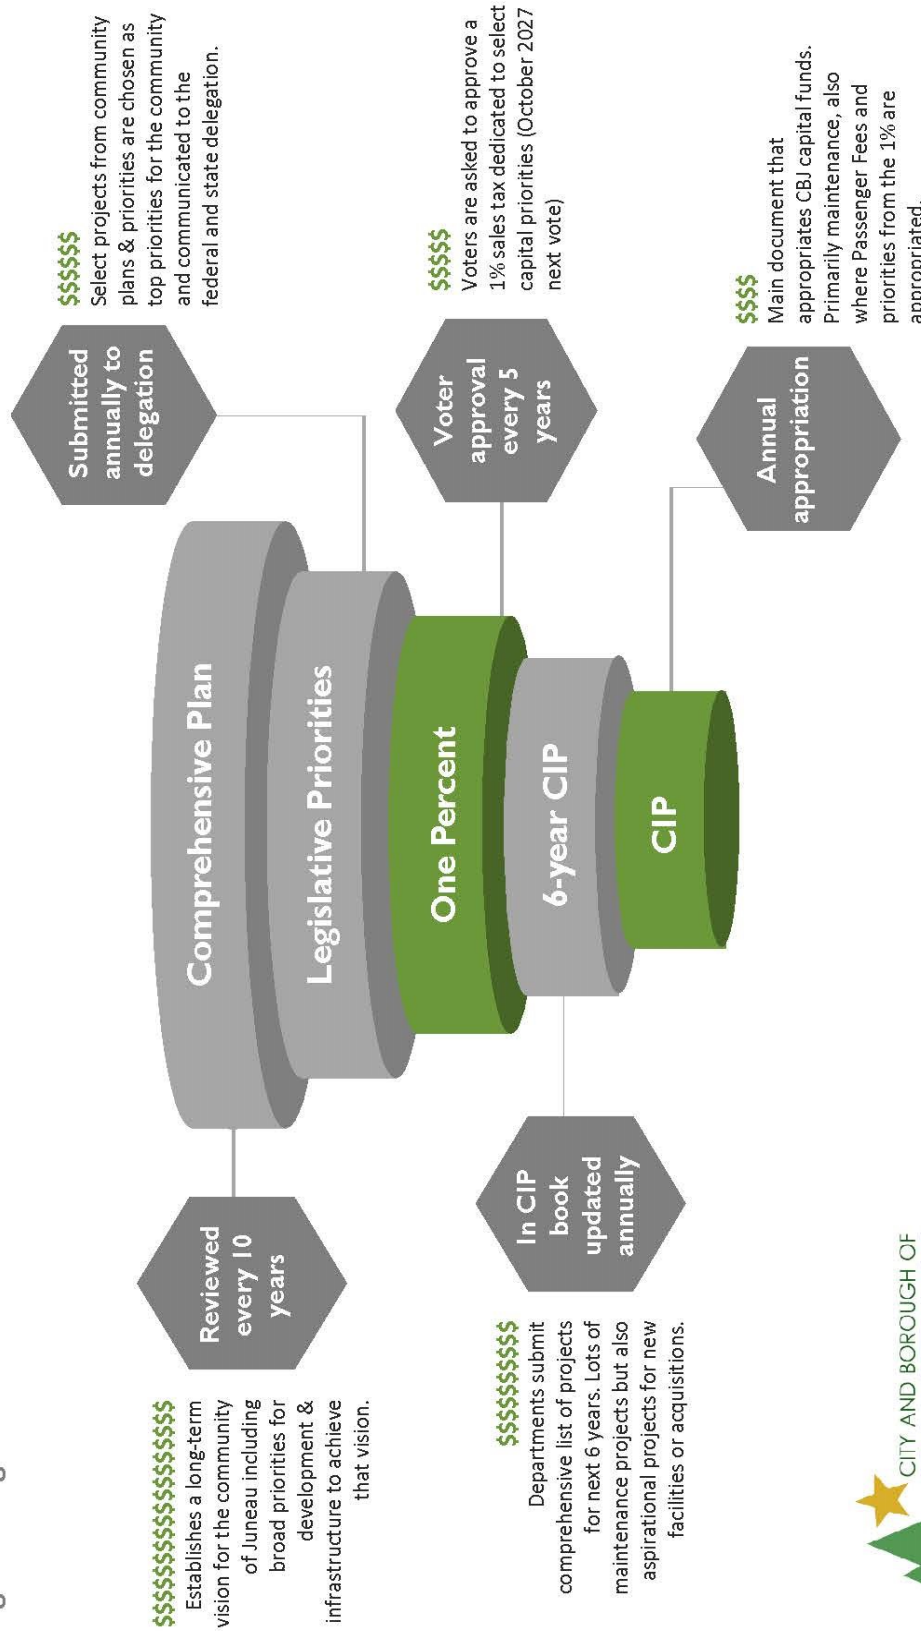 $$$$$$$$$$$$$$$$$$$
Establishes a long-term
vision for the community
of Juneau including
broad priorities for
development &
infrastructure to achieve
that vision.
Reviewed
every 10
years
Comprehensive Plan
Submitted
annually to
delegation
$$$$$$
Select projects from community
plans & priorities are chosen as
top priorities for the community
and communicated to the
federal and state delegation.
Legislative Priorities
One Percent
Voter
approval
every 5
years
$$$$$
Voters are asked to approve a
1% sales tax dedicated to select
capital priorities (October 2027
next vote)
$$$$$$$$$$
Departments submit
comprehensive list of projects
for next 6 years. Lots of
maintenance projects but also
aspirational projects for new
facilities or acquisitions.
In CIP
book
updated
annually
6-year CIP
CIP
Annual
appropriation
$$$$
Main document that
appropriates CBJ capital funds.
Primarily maintenance, also
where Passenger Fees and
priorities from the 1% are
appropriated.
CITY AND BOROUGH OF